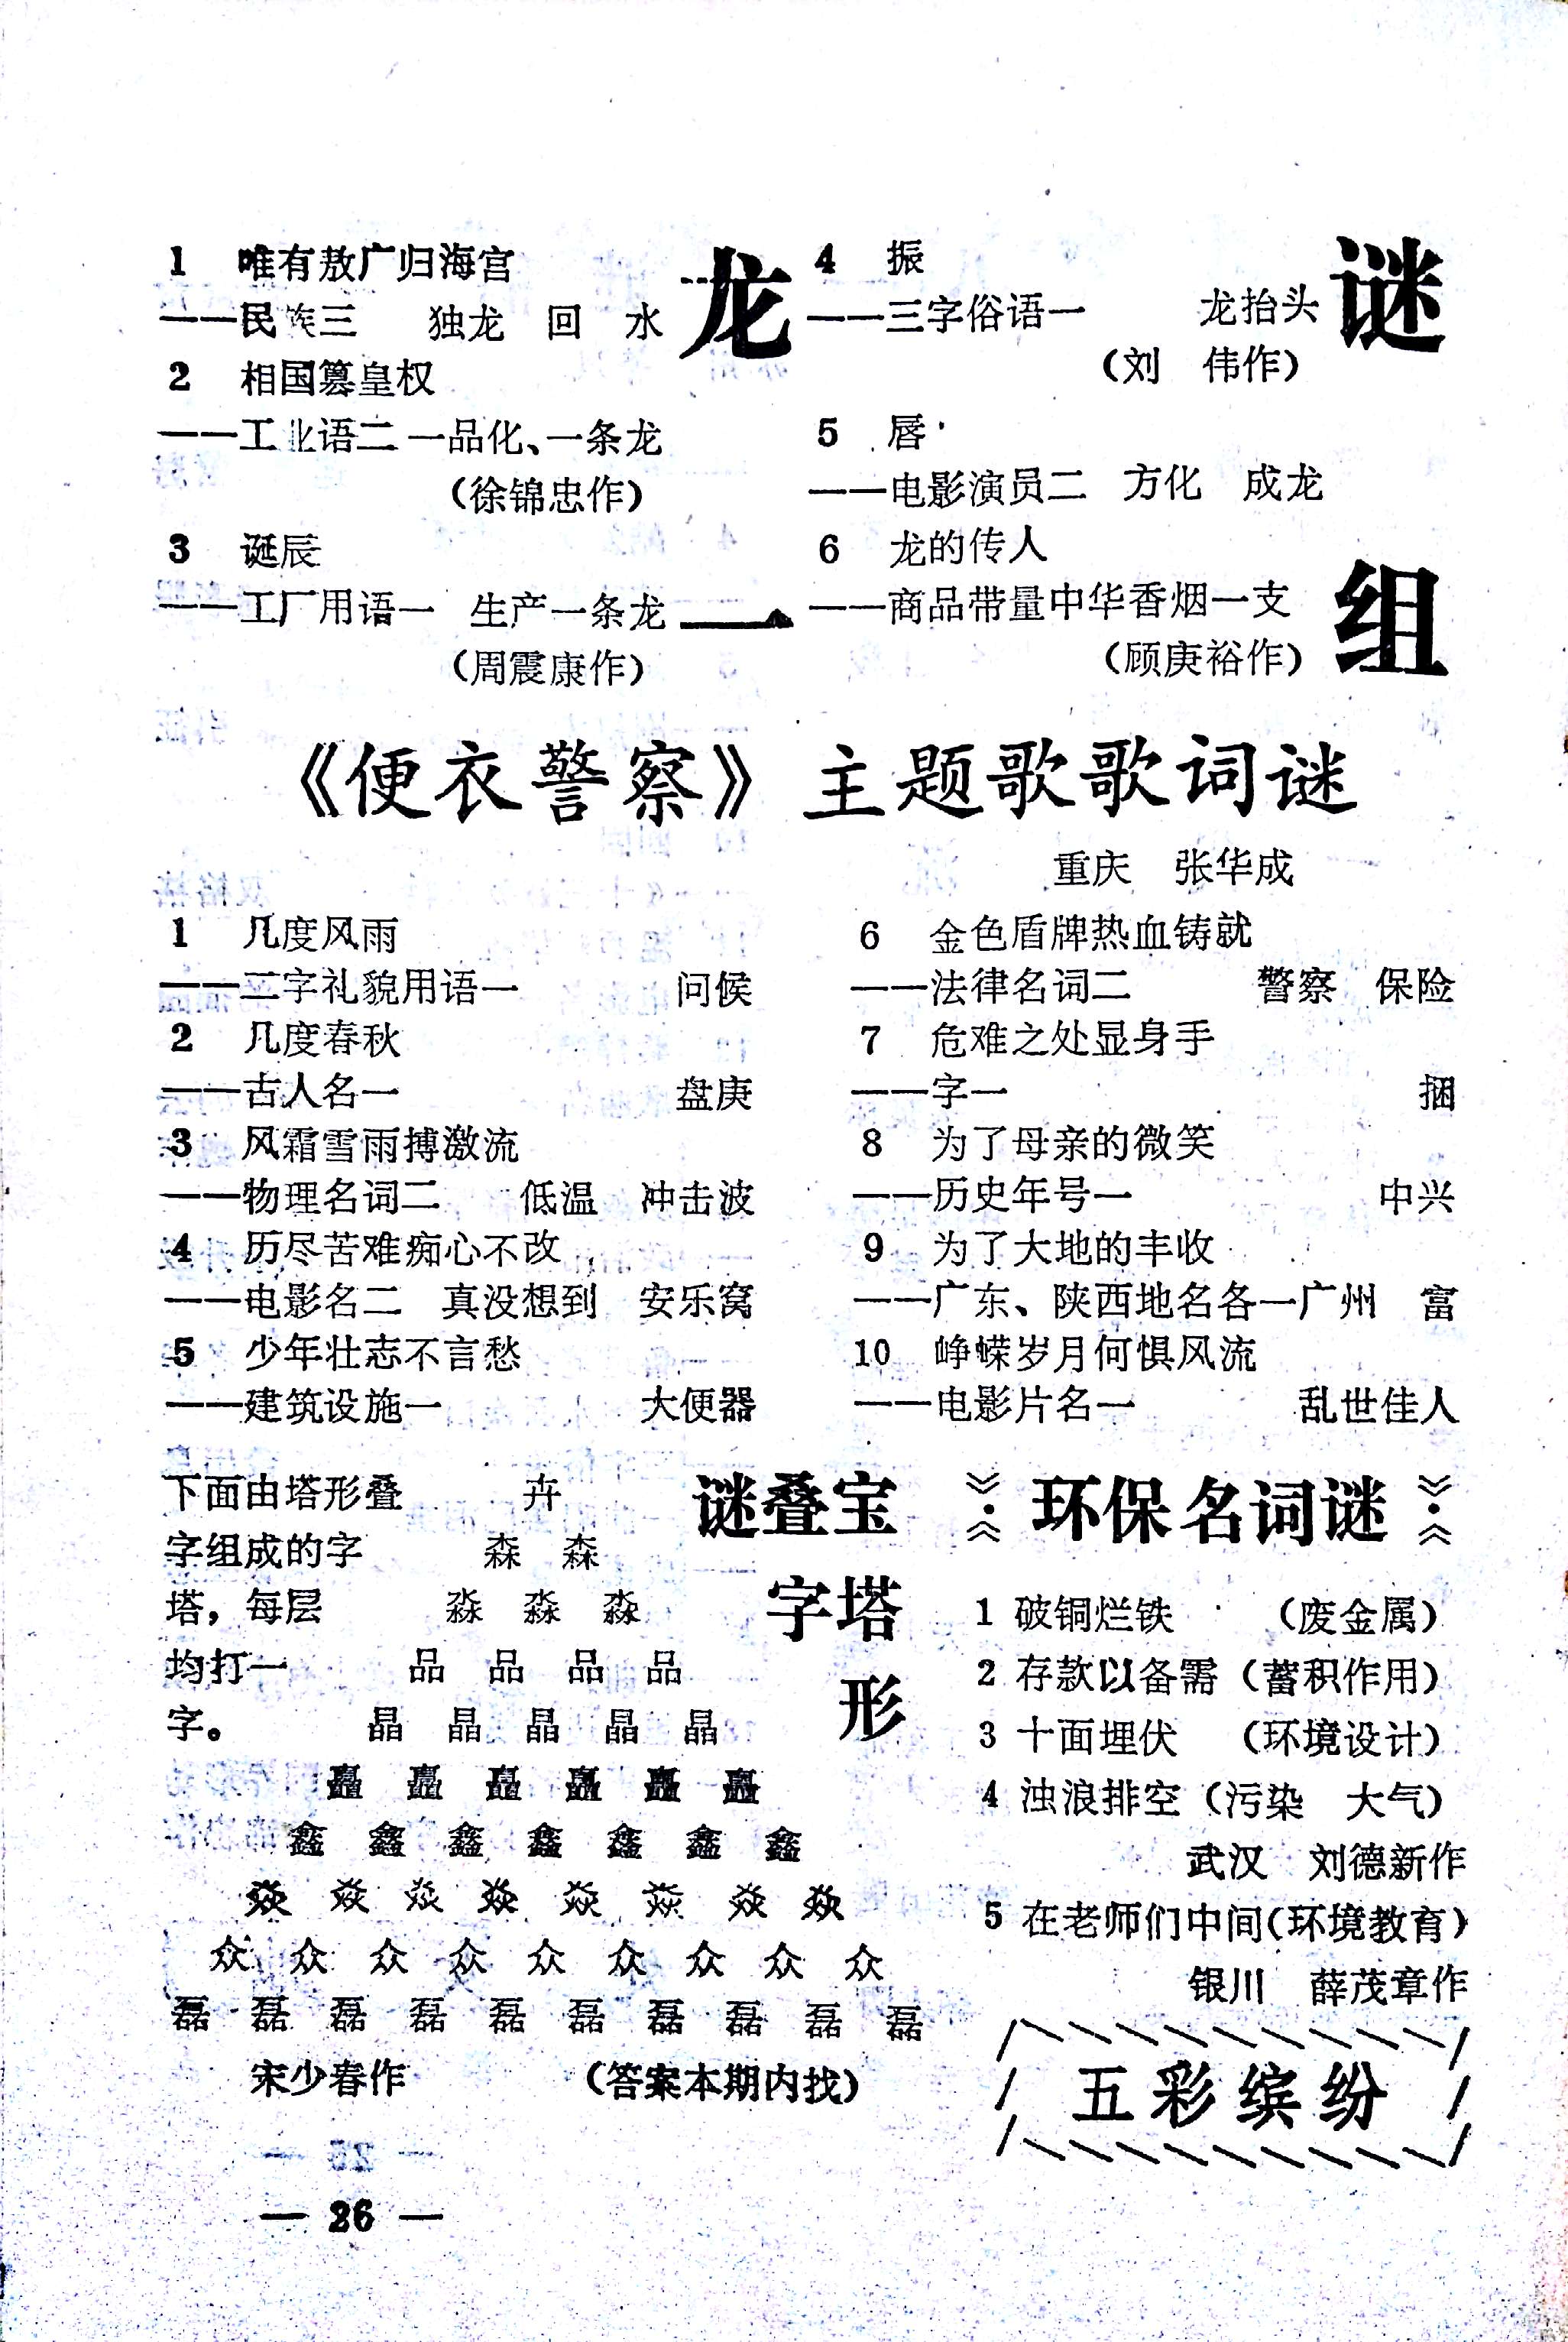 龙谜组
1 唯有敖广归海宫
——民族三 独龙 回 水
2 相国篡皇权
——工业语二 一品化、一条龙
(徐锦忠作)
3 诞辰
——工厂用语一 生产一条龙
(周震康作)
4 振
——三字俗语一 龙抬头
(刘 伟作)
5 唇
——电影演员二 方化 成龙
6 龙的传人
——商品带量中华香烟一支
(顾庚裕作)
《便衣警察》主题歌歌词谜
重庆 张华成
1 几度风雨
——二字礼貌用语一 问候
2 几度春秋
——古人名一 盘庚
3 风霜雪雨搏激流
——物理名词二 低温 冲击波
4 历尽苦难痴心不改
——电影名二 真没想到 安乐窝
5 少年壮志不言愁
——建筑设施一 大便器
6 金色盾牌热血铸就
——法律名词二 警察 保险
7 危难之处显身手
——字一 捆
8 为了母亲的微笑
——历史年号一 中兴
9 为了大地的丰收
——广东、陕西地名各一广州 富
10 峥嵘岁月何惧风流
——电影片名一 乱世佳人
谜叠宝
字塔
形
下面由塔形叠
字组成的字
塔，每层
均打一
字。
卉
森 森
淼 淼 淼
品 品 品 品
晶 晶 晶 晶 晶
矗 矗 矗 矗 矗 矗
鑫 鑫 鑫 鑫 鑫 鑫 鑫
焱 焱 焱 焱 焱 焱 焱 焱
众 众 众 众 众 众 众 众 众
磊 磊 磊 磊 磊 磊 磊 磊 磊 磊
宋少春作 (答案本期内找)
环保名词谜
1 破铜烂铁 (废金属)
2 存款以备需 (蓄积作用)
3 十面埋伏 (环境设计)
4 浊浪排空 (污染 大气)
武汉 刘德新作
5 在老师们中间(环境教育)
银川 薛茂章作
五彩缤纷
— 26 —